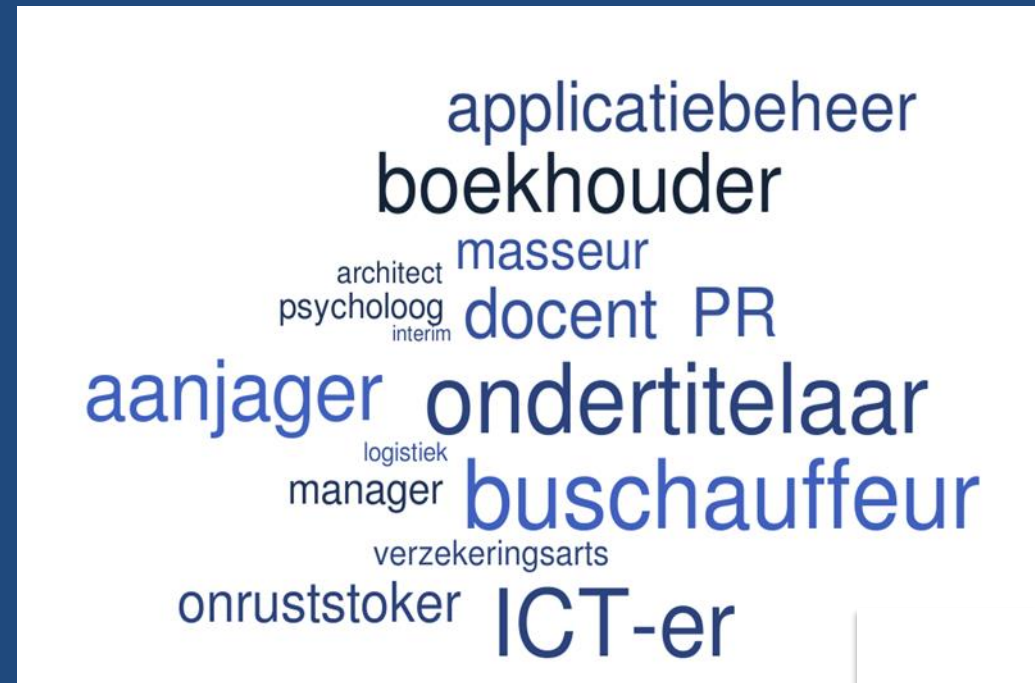 applicatiebeheer
boekhouder
masseur
architect
psycholoog
interim
docent PR
aanjager ondertitelaar
logistiek
manager buschauffeur
verzekeringsarts
onruststoker ICT-er